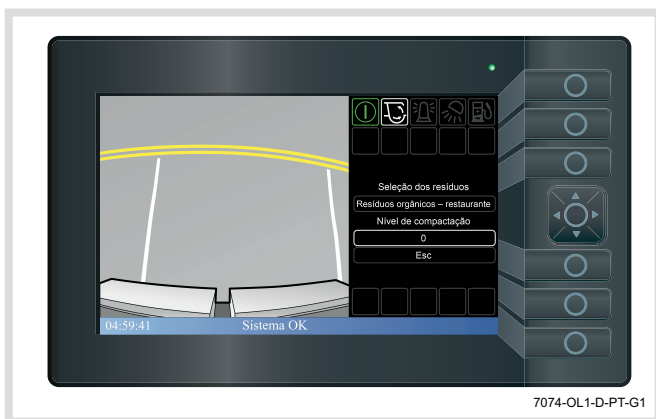 Seleção dos resíduos
Resíduos orgânicos – restaurante
Nível de compactação
0
Esc
04:59:41 Sistema OK
7074-OL1-D-PT-G1